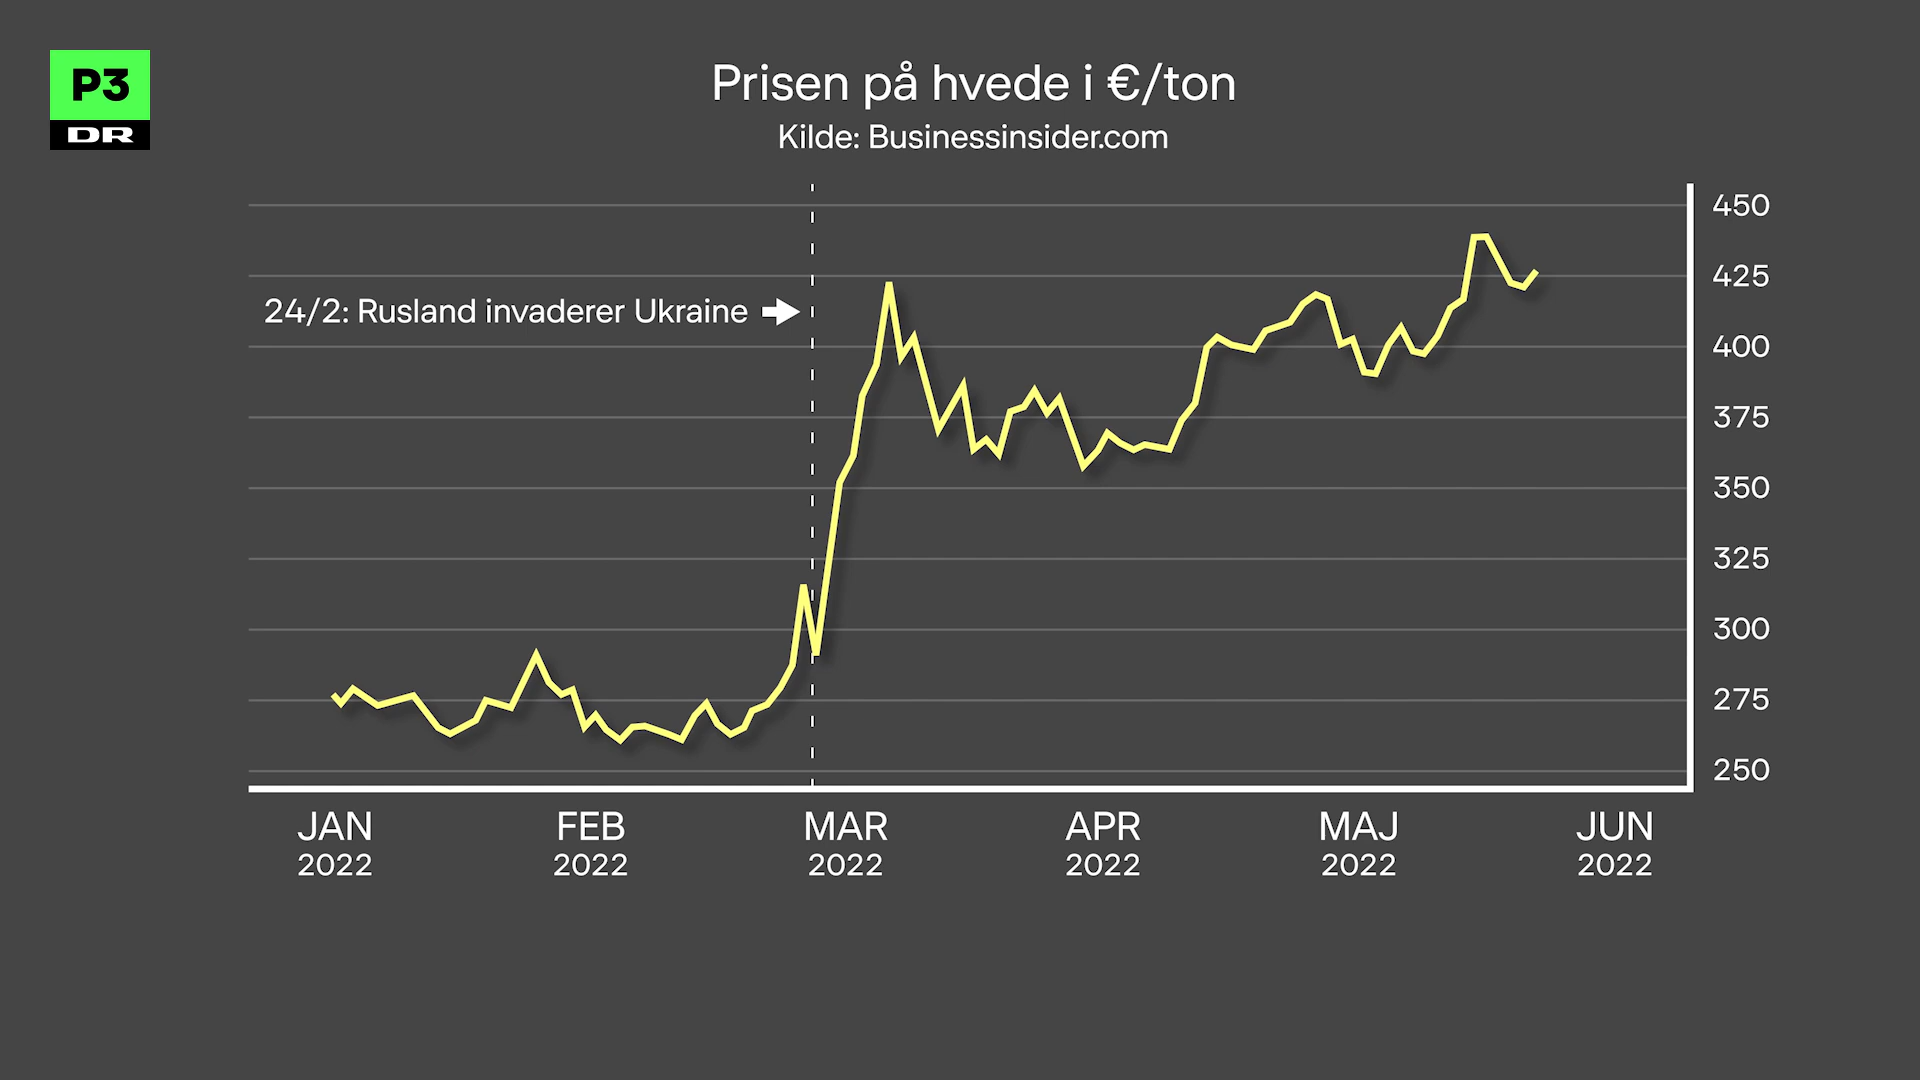 P3
DR
Prisen på hvede i €/ton
Kilde: Businessinsider.com
24/2: Rusland invaderer Ukraine
450
425
400
375
350
325
300
275
250
JAN FEB MAR APR MAJ JUN
2022 2022 2022 2022 2022 2022